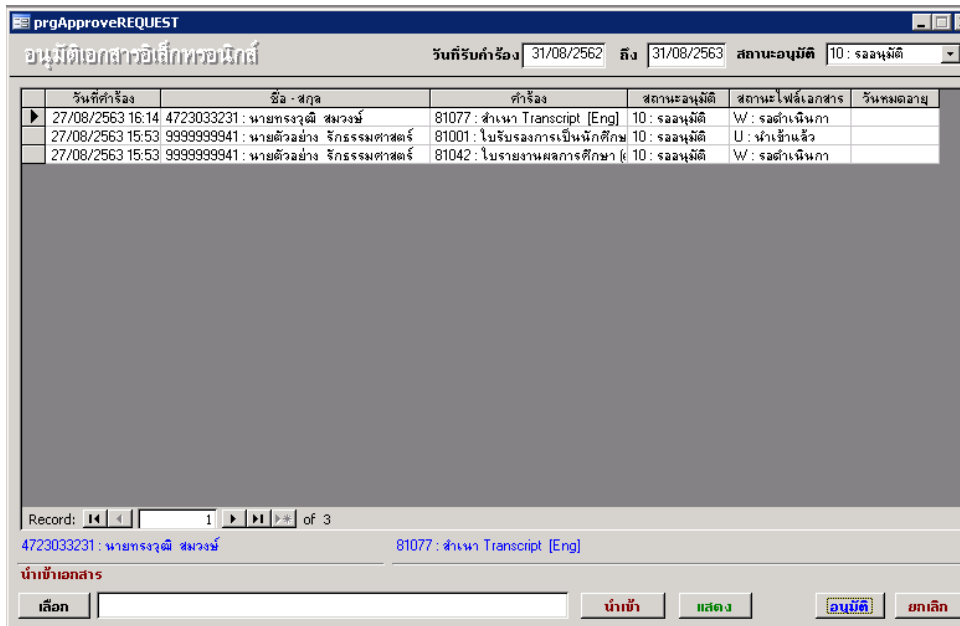 prgApproveREQUEST
อนุมัติเอกสารอิเล็กทรอนิกส์ วันที่รับคำร้อง 31/08/2562 ถึง 31/08/2563 สถานะอนุมัติ 10 : รออนุมัติ
วันที่คำร้อง ชื่อ - สกุล คำร้อง สถานะอนุมัติ สถานะไฟล์เอกสาร วันหมดอายุ
27/08/2563 16:14 4723033231 : นายทรงวุฒิ สมวงษ์ 81077 : สำเนา Transcript [Eng] 10 : รออนุมัติ W : รอดำเนินกา
27/08/2563 15:53 9999999941 : นายตัวอย่าง รักธรรมศาสตร์ 81001 : ใบรับรองการเป็นนักศึกษ 10 : รออนุมัติ U : นำเข้าแล้ว
27/08/2563 15:53 9999999941 : นายตัวอย่าง รักธรรมศาสตร์ 81042 : ใบรายงานผลการศึกษา 10 : รออนุมัติ W : รอดำเนินกา
Record: 1 of 3
4723033231 : นายทรงวุฒิ สมวงษ์ 81077 : สำเนา Transcript [Eng]
นำเข้าเอกสาร
เลือก นำเข้า แสดง อนุมัติ ยกเลิก